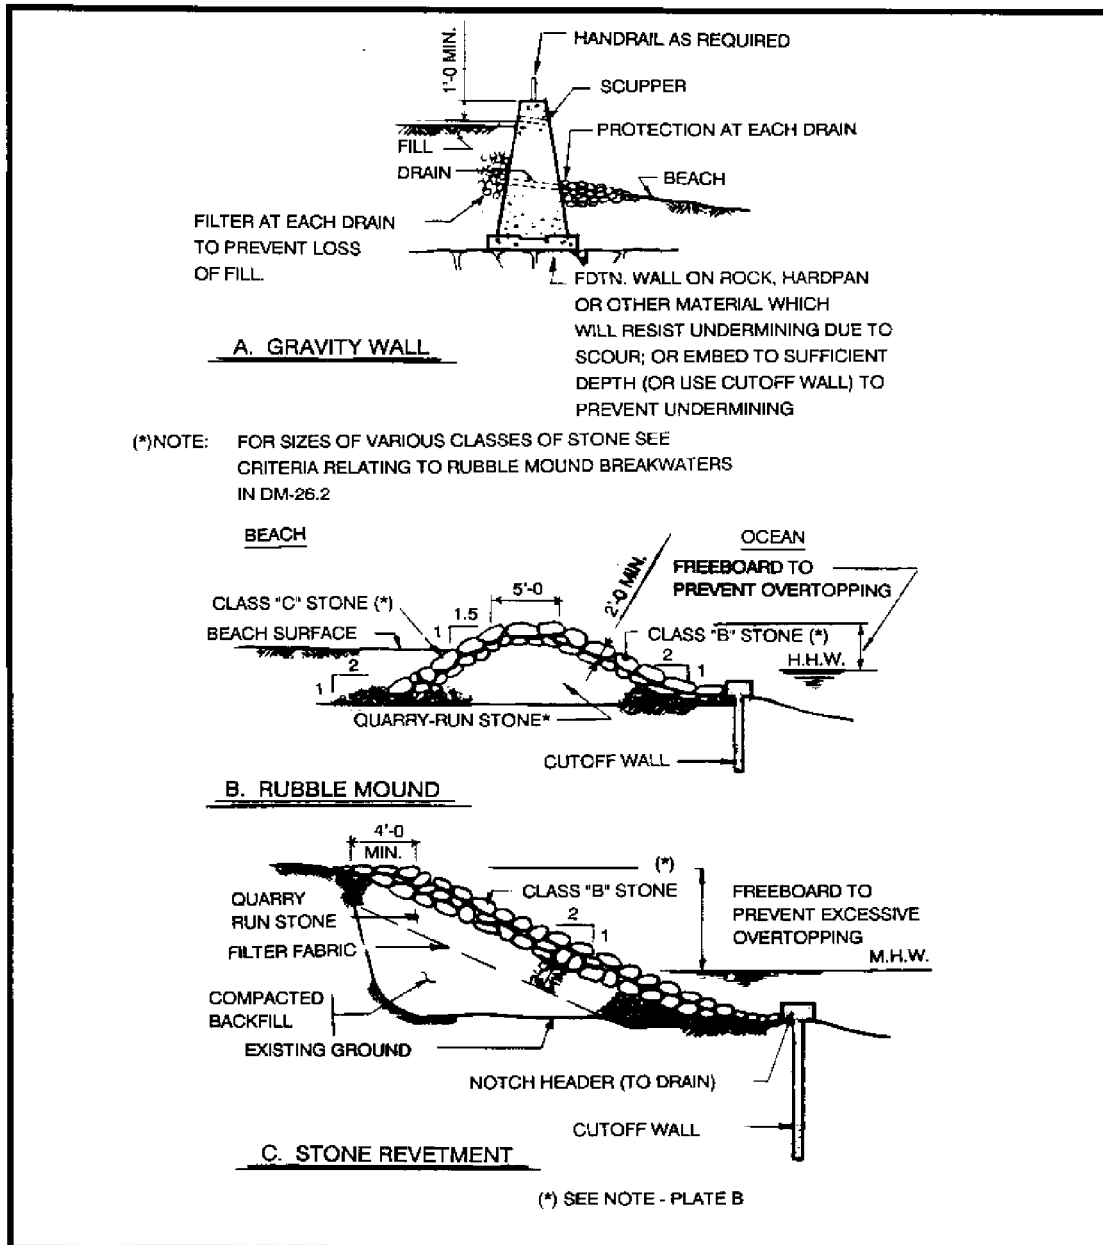 1'-0 MIN.
HANDRAIL AS REQUIRED
SCUPPER
PROTECTION AT EACH DRAIN
FILL
DRAIN
BEACH
FILTER AT EACH DRAIN
TO PREVENT LOSS
OF FILL.
FDTN. WALL ON ROCK, HARDPAN
OR OTHER MATERIAL WHICH
WILL RESIST UNDERMINING DUE TO
SCOUR; OR EMBED TO SUFFICIENT
DEPTH (OR USE CUTOFF WALL) TO
PREVENT UNDERMINING
A. GRAVITY WALL
(*)NOTE: FOR SIZES OF VARIOUS CLASSES OF STONE SEE
CRITERIA RELATING TO RUBBLE MOUND BREAKWATERS
IN DM-26.2
BEACH
OCEAN
FREEBOARD TO
PREVENT OVERTOPPING
2'-0 MIN.
5'-0
CLASS "C" STONE (*)
1.5
1
BEACH SURFACE
CLASS "B" STONE (*)
H.H.W.
2
1
2
1
QUARRY-RUN STONE*
CUTOFF WALL
B. RUBBLE MOUND
4'-0
MIN.
(*)
CLASS "B" STONE
QUARRY
RUN STONE
2
1
FREEBOARD TO
PREVENT EXCESSIVE
OVERTOPPING
FILTER FABRIC
M.H.W.
COMPACTED
BACKFILL
EXISTING GROUND
NOTCH HEADER (TO DRAIN)
CUTOFF WALL
C. STONE REVETMENT
(*) SEE NOTE - PLATE B